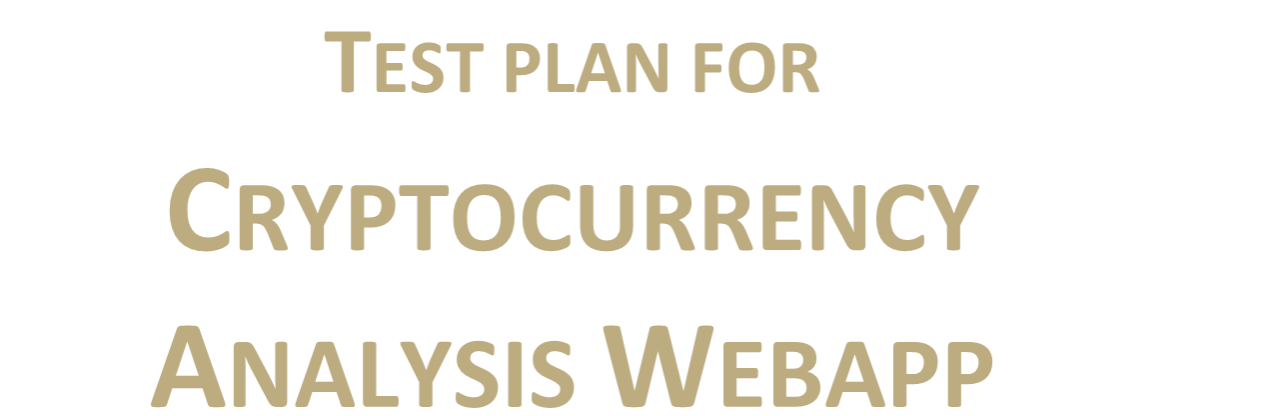 Test plan for
Cryptocurrency
Analysis Webapp